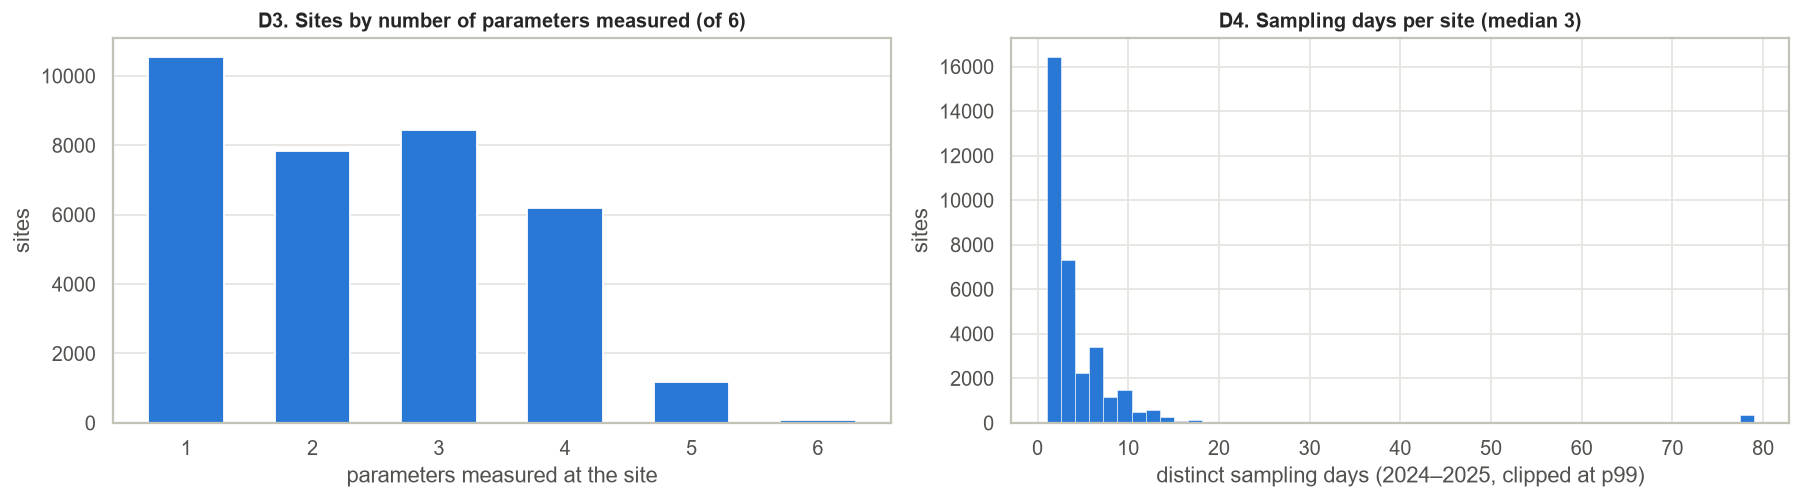 D3. Sites by number of parameters measured (of 6)
10000
8000
6000
4000
2000
0
sites
1 2 3 4 5 6
parameters measured at the site
D4. Sampling days per site (median 3)
16000
14000
12000
10000
8000
6000
4000
2000
0
sites
0 10 20 30 40 50 60 70 80
distinct sampling days (2024–2025, clipped at p99)